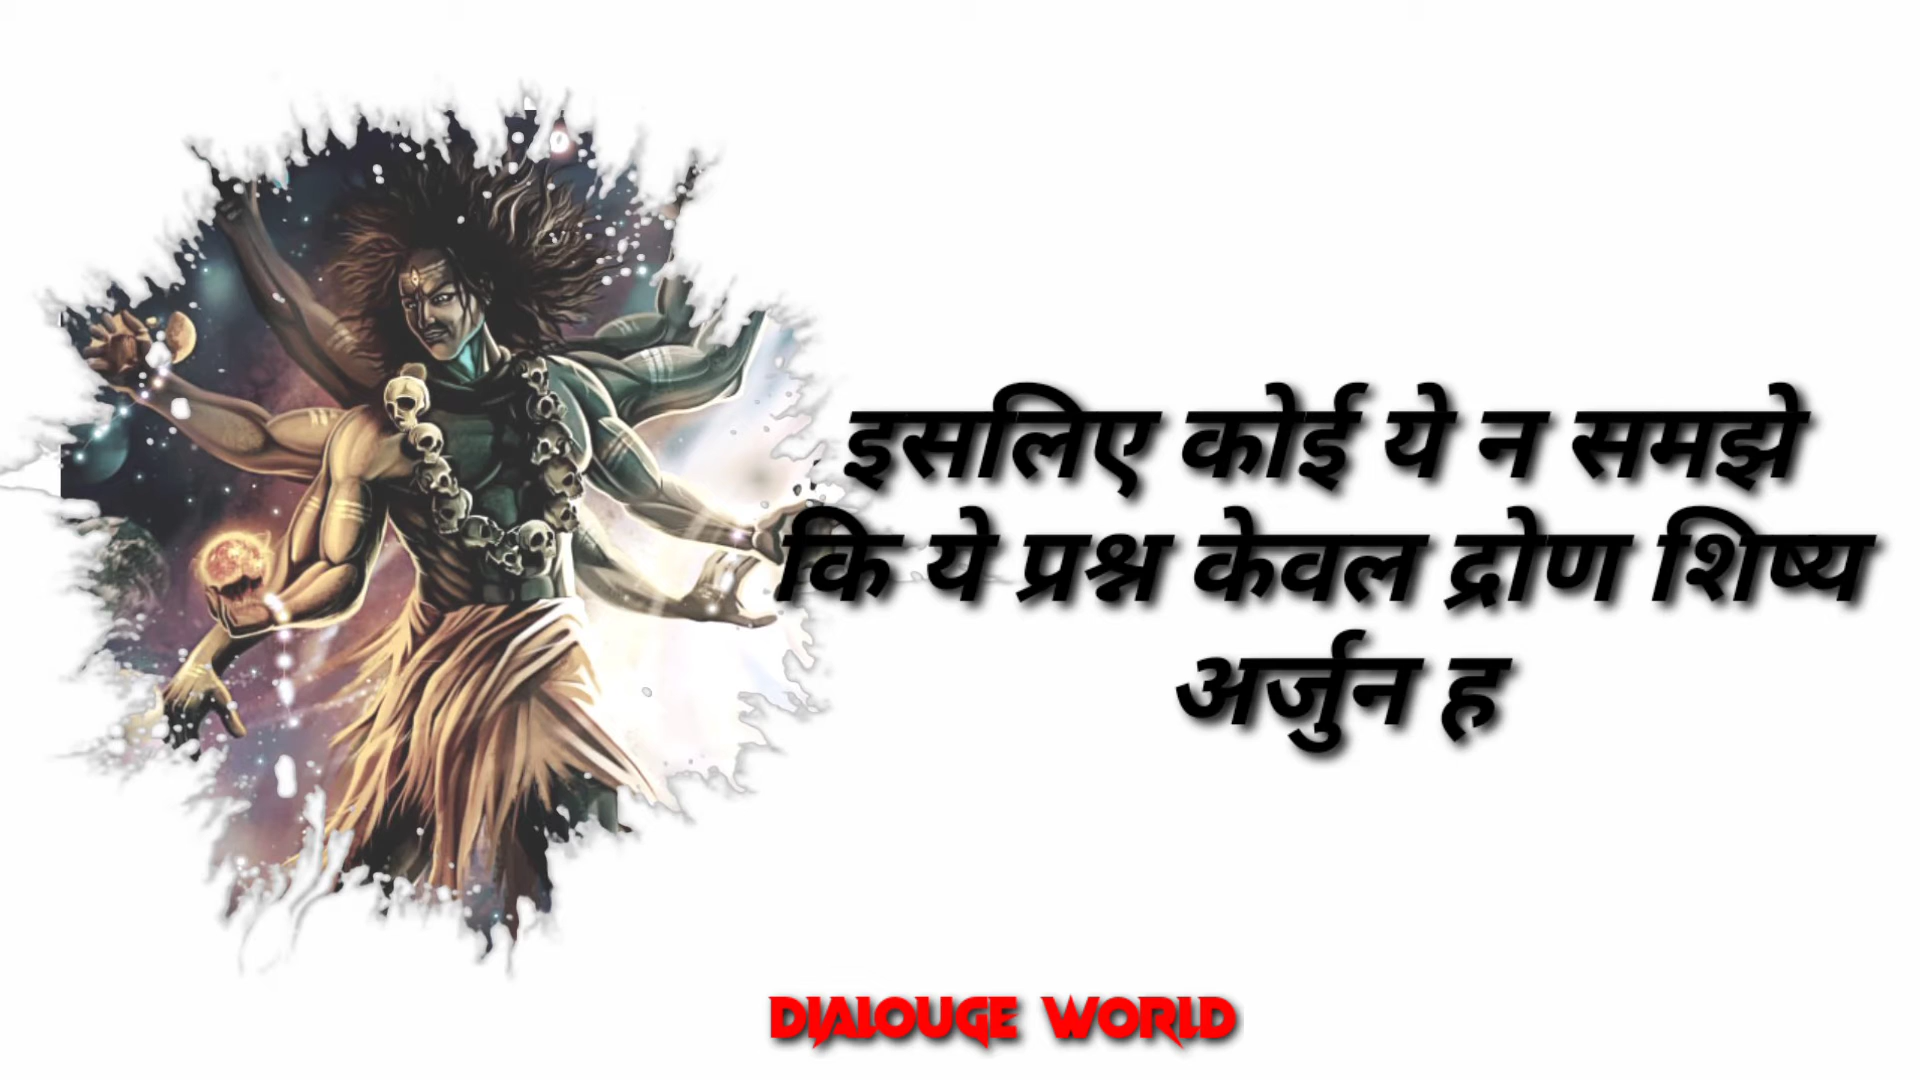 इसलिए कोई ये न समझे
कि ये प्रश्न केवल द्रोण शिष्य
अर्जुन ह
DIALOUGE WORLD